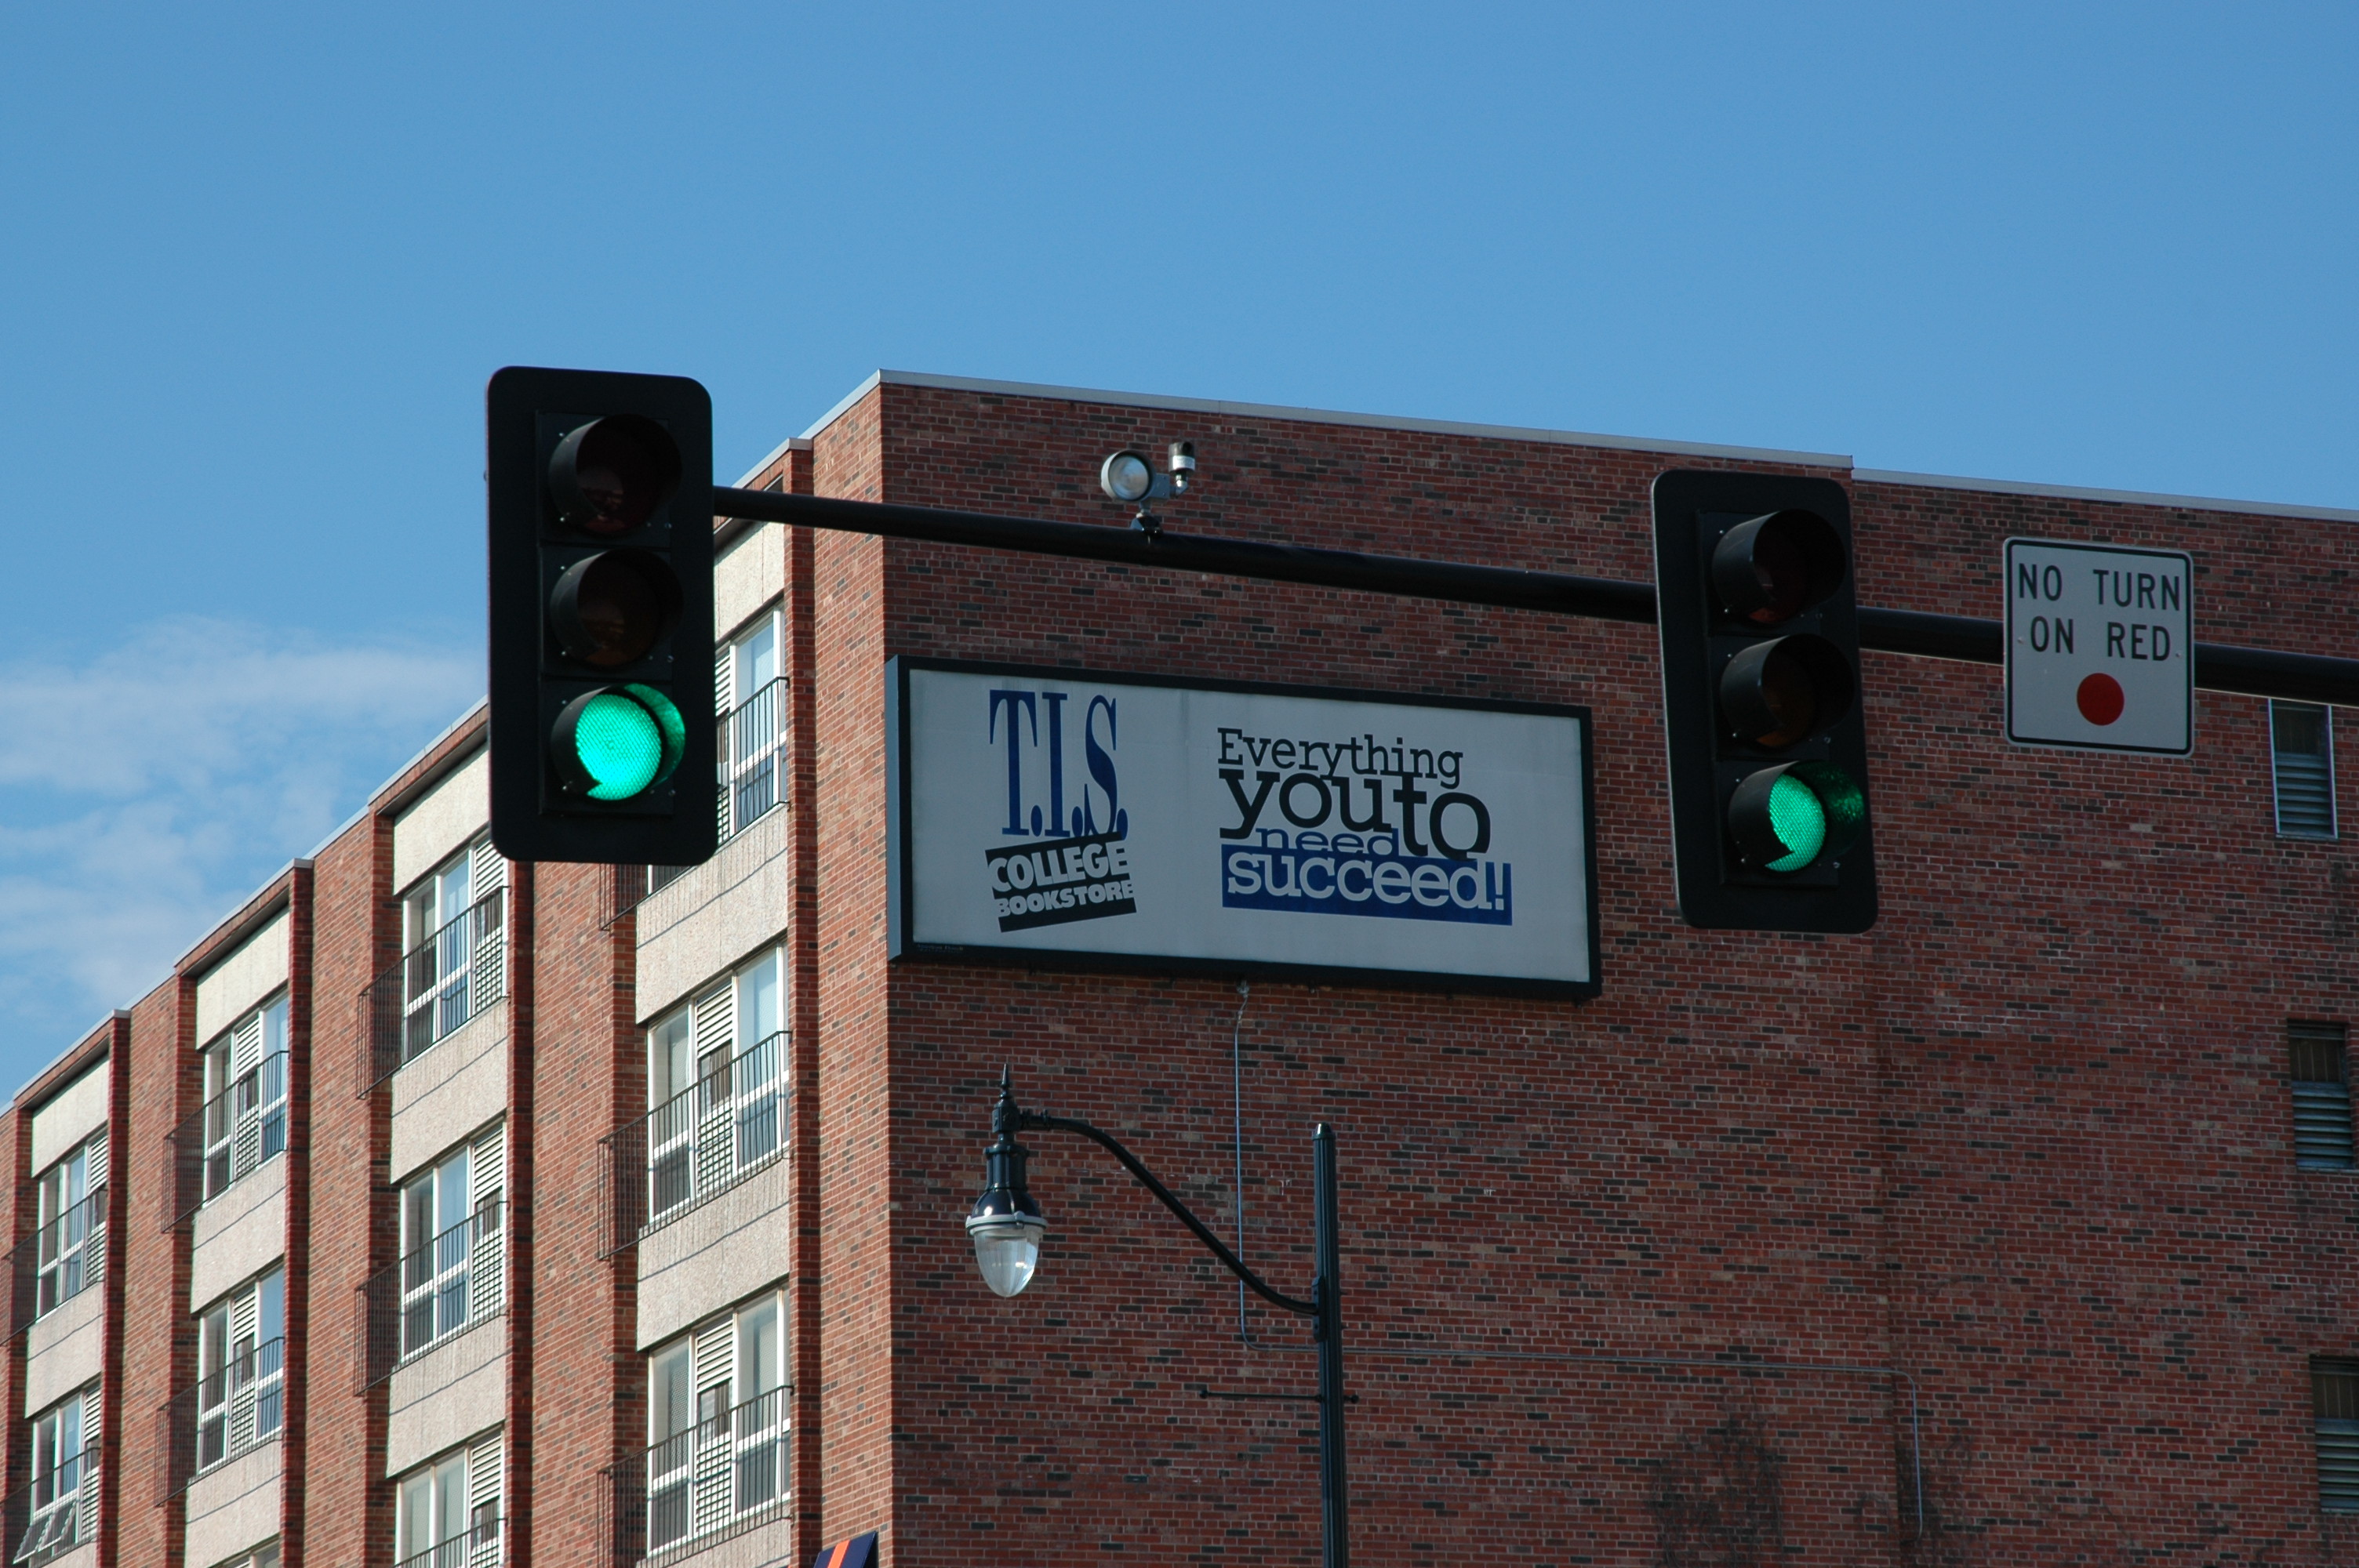 T.I.S.
COLLEGE
BOOKSTORE
Everything
you to
need
succeed!
NO TURN
ON RED